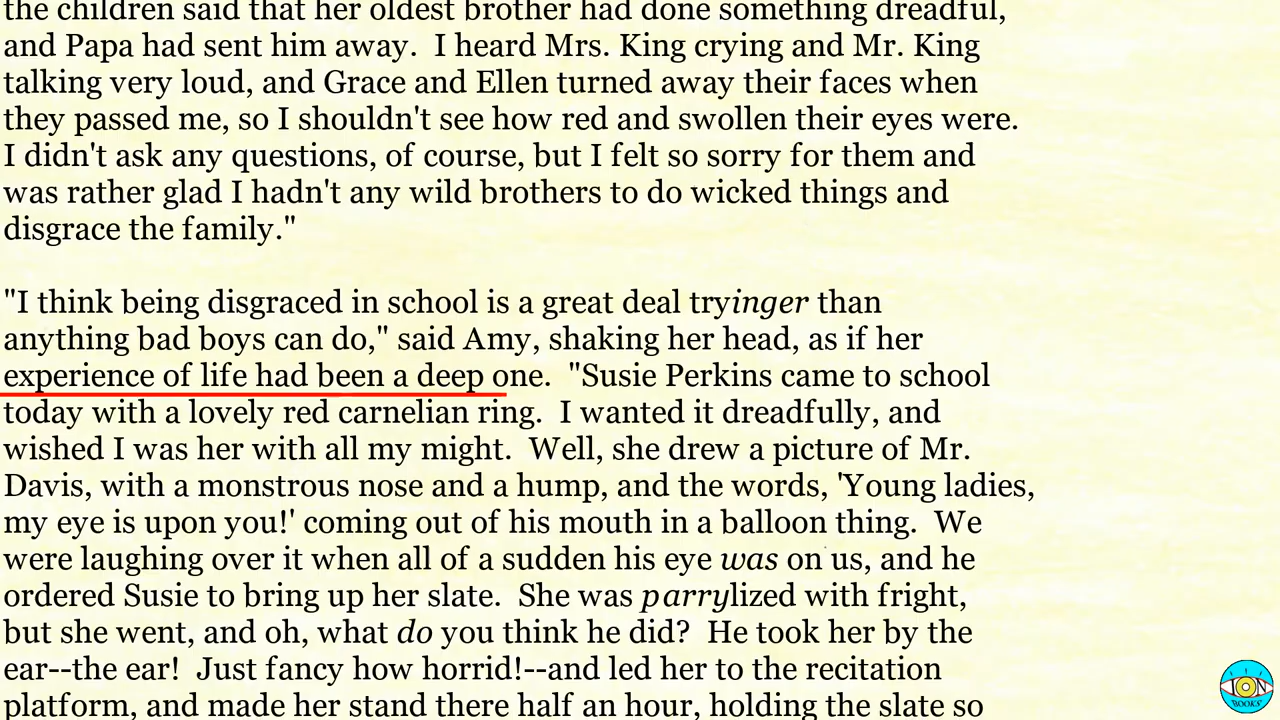 the children said that her oldest brother had done something dreadful,
and Papa had sent him away.  I heard Mrs. King crying and Mr. King
talking very loud, and Grace and Ellen turned away their faces when
they passed me, so I shouldn't see how red and swollen their eyes were.
I didn't ask any questions, of course, but I felt so sorry for them and
was rather glad I hadn't any wild brothers to do wicked things and
disgrace the family."
"I think being disgraced in school is a great deal tryinger than
anything bad boys can do," said Amy, shaking her head, as if her
experience of life had been a deep one.  "Susie Perkins came to school
today with a lovely red carnelian ring.  I wanted it dreadfully, and
wished I was her with all my might.  Well, she drew a picture of Mr.
Davis, with a monstrous nose and a hump, and the words, 'Young ladies,
my eye is upon you!' coming out of his mouth in a balloon thing.  We
were laughing over it when all of a sudden his eye was on us, and he
ordered Susie to bring up her slate.  She was parrylized with fright,
but she went, and oh, what do you think he did?  He took her by the
ear--the ear!  Just fancy how horrid!--and led her to the recitation
platform, and made her stand there half an hour, holding the slate so
ION
BOOKS